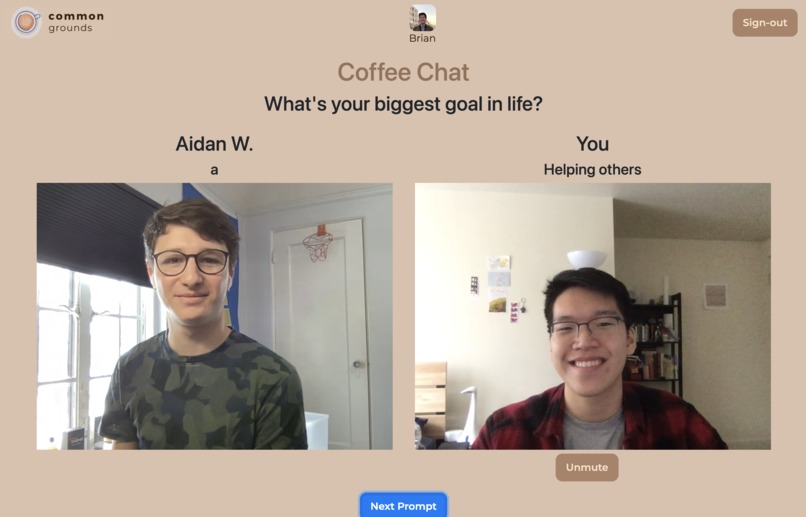 common
grounds
Brian
Sign-out
Coffee Chat
What's your biggest goal in life?
Aidan W.
a
You
Helping others
Unmute
Next Prompt